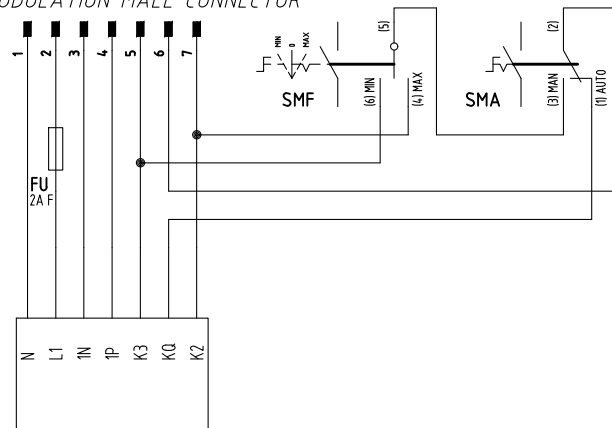 ODULATION MALE CONNECTOR
1
2
3
4
5
6
7
MIN
0
MAX
(5)
SMF
(6) MIN
(4) MAX
(2)
SMA
(3) MAN
(1) AUTO
FU
2A F
N
L1
1N
1P
K3
KQ
K2